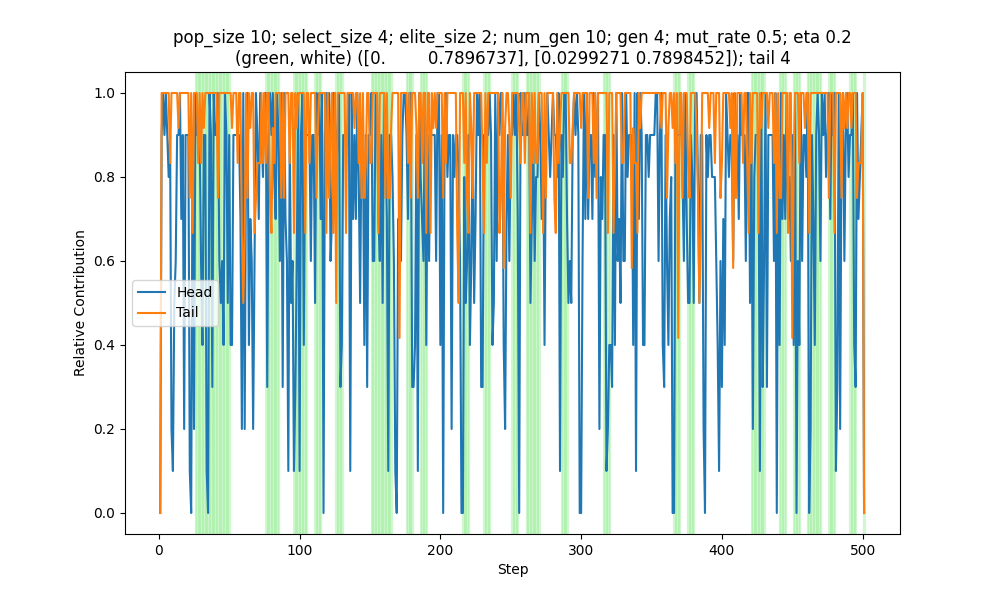 pop_size 10; select_size 4; elite_size 2; num_gen 10; gen 4; mut_rate 0.5; eta 0.2
(green, white) ([0. 0.7896737], [0.0299271 0.7898452]); tail 4
Relative Contribution
1.0
0.8
0.6
0.4
0.2
0.0
Head
Tail
0 100 200 300 400 500
Step